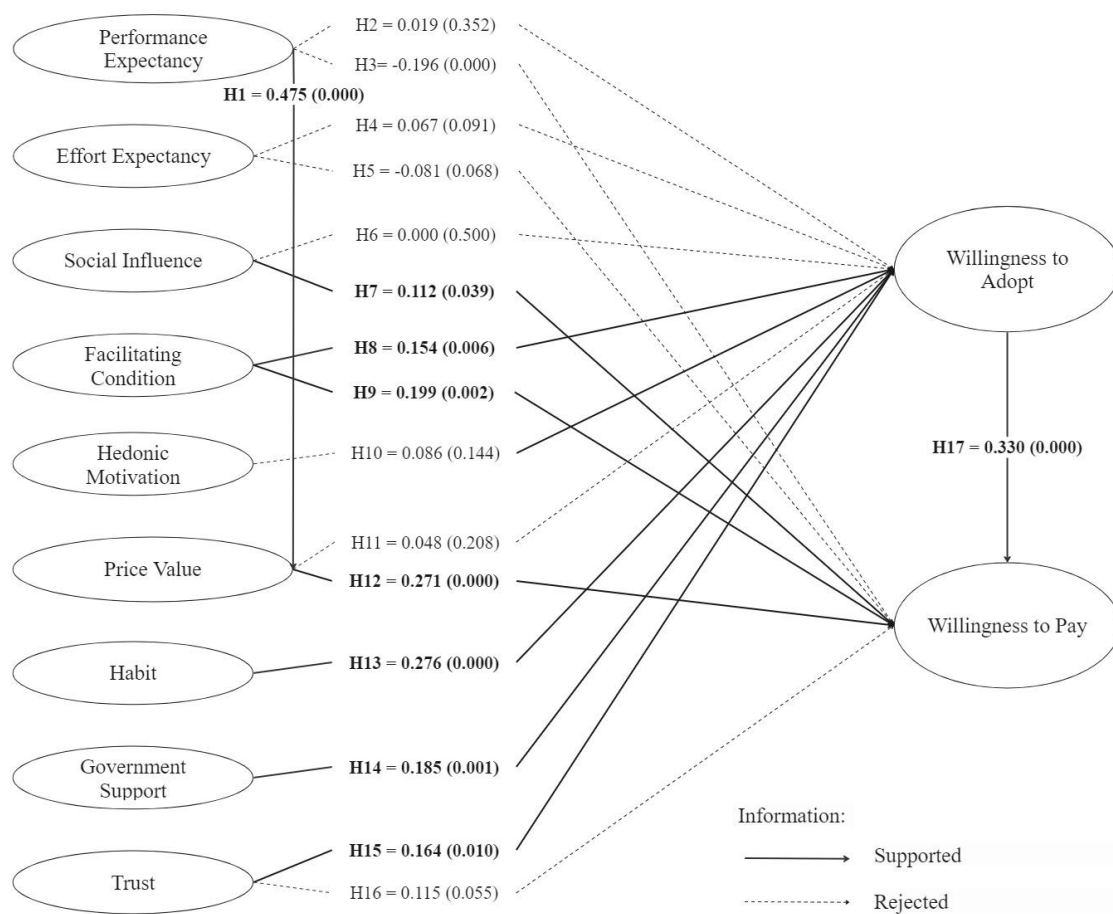 Performance
Expectancy
H2 = 0.019 (0.352)
H3= -0.196 (0.000)
H1 = 0.475 (0.000)
Effort Expectancy
H4 = 0.067 (0.091)
H5 = -0.081 (0.068)
Social Influence
H6 = 0.000 (0.500)
H7 = 0.112 (0.039)
Facilitating
Condition
H8 = 0.154 (0.006)
H9 = 0.199 (0.002)
Hedonic
Motivation
H10 = 0.086 (0.144)
Price Value
H11 = 0.048 (0.208)
H12 = 0.271 (0.000)
Habit
H13 = 0.276 (0.000)
Government
Support
H14 = 0.185 (0.001)
Trust
H15 = 0.164 (0.010)
H16 = 0.115 (0.055)
Willingness to
Adopt
H17 = 0.330 (0.000)
Willingness to Pay
Information:
Supported
Rejected